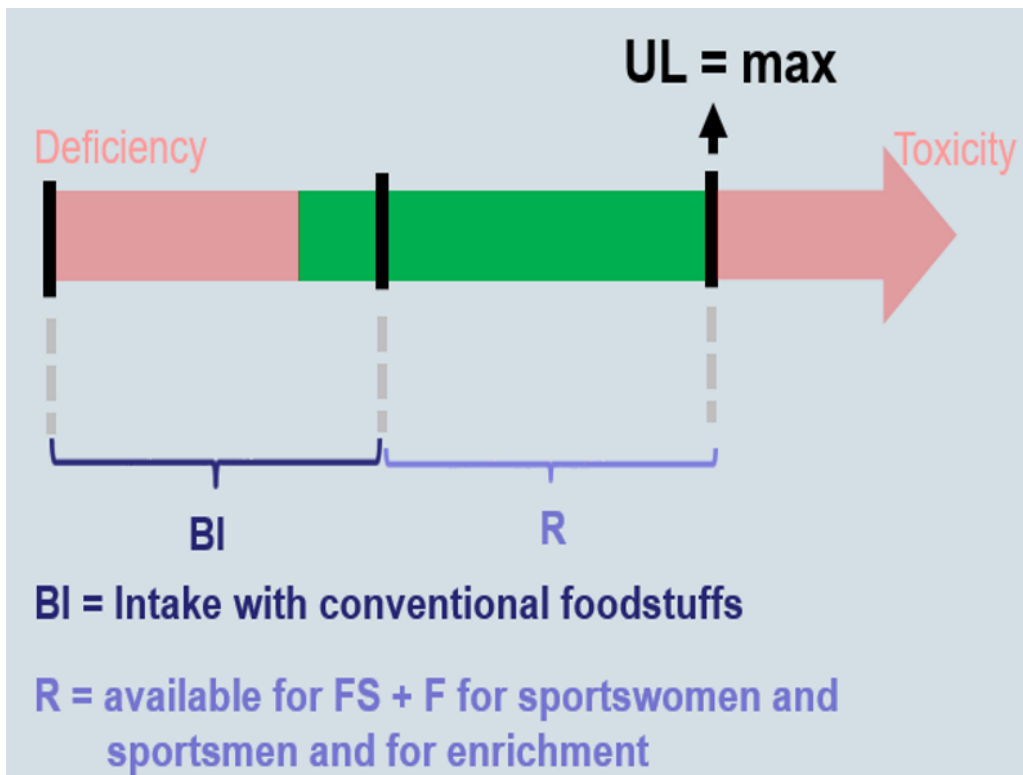 UL = max
Deficiency
Toxicity
BI
R
BI = Intake with conventional foodstuffs
R = available for FS + F for sportswomen and
sportsmen and for enrichment